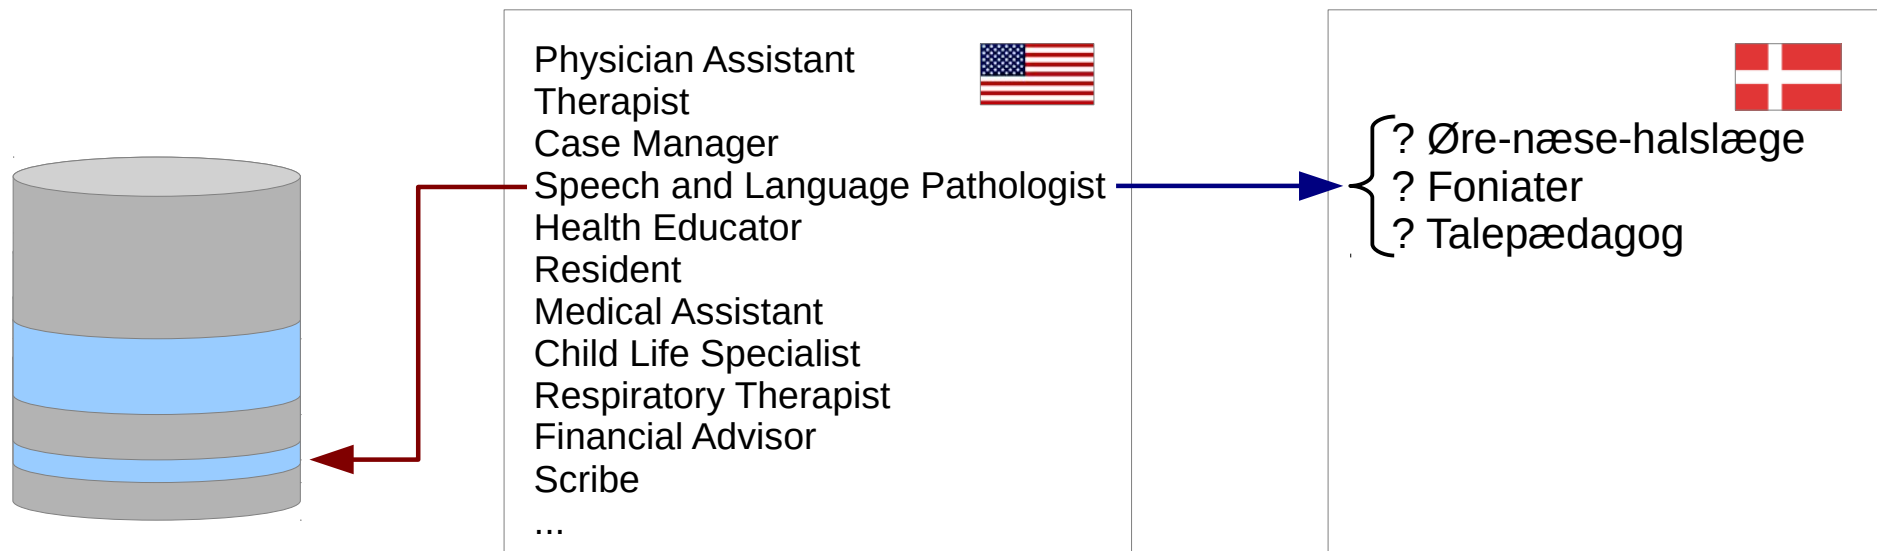 Physician Assistant
Therapist
Case Manager
Speech and Language Pathologist
Health Educator
Resident
Medical Assistant
Child Life Specialist
Respiratory Therapist
Financial Advisor
Scribe
...
? Øre-næse-halslæge
? Foniater
? Talepædagog